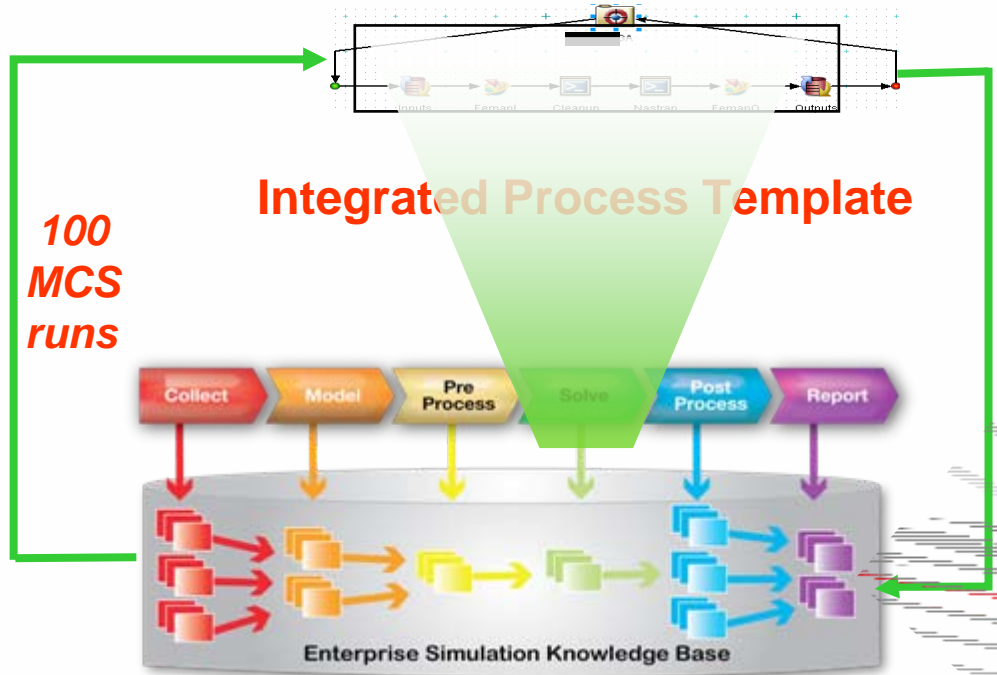 Inputs
FemapI
Cleanup
Nastran
FemapO
Outputs
Integrated Process Template
100
MCS
runs
Collect
Model
Pre
Process
Solve
Post
Process
Report
Enterprise Simulation Knowledge Base